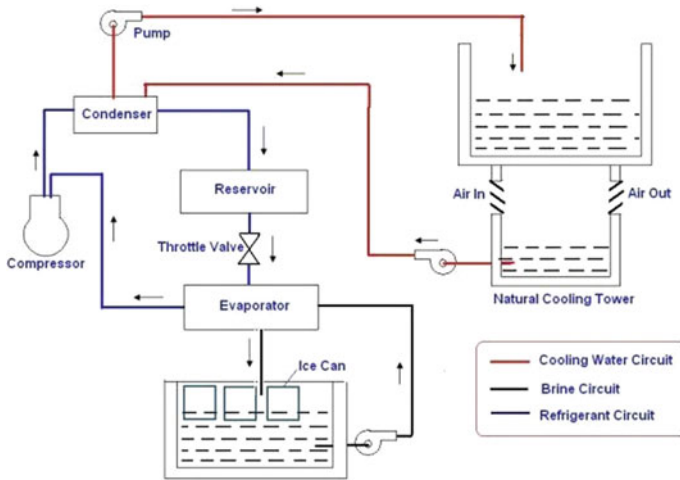 Pump
Condenser
Reservoir
Air In
Air Out
Throttle Valve
Compressor
Evaporator
Natural Cooling Tower
Ice Can
Cooling Water Circuit
Brine Circuit
Refrigerant Circuit